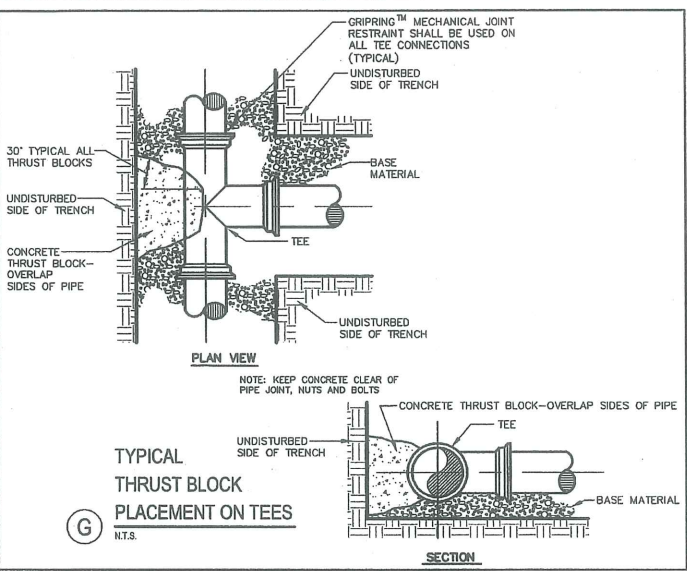 GRIPRING™ MECHANICAL JOINT
RESTRAINT SHALL BE USED ON
ALL TEE CONNECTIONS
(TYPICAL)
UNDISTURBED
SIDE OF TRENCH
30° TYPICAL ALL
THRUST BLOCKS
BASE
MATERIAL
UNDISTURBED
SIDE OF TRENCH
TEE
CONCRETE
THRUST BLOCK-
OVERLAP
SIDES OF PIPE
UNDISTURBED
SIDE OF TRENCH
PLAN VIEW
NOTE: KEEP CONCRETE CLEAR OF
PIPE JOINT, NUTS AND BOLTS
CONCRETE THRUST BLOCK-OVERLAP SIDES OF PIPE
TEE
UNDISTURBED
SIDE OF TRENCH
BASE MATERIAL
SECTION
G
TYPICAL
THRUST BLOCK
PLACEMENT ON TEES
N.T.S.